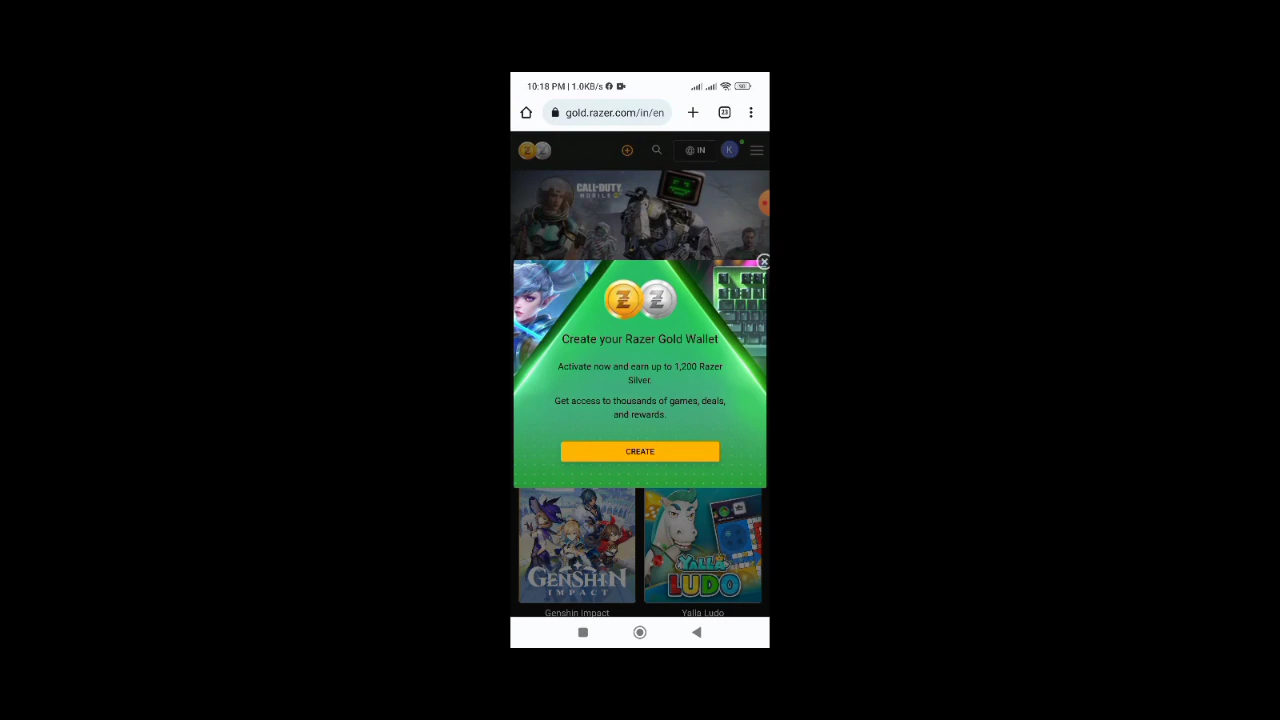 10:18 PM | 1.0KB/s
gold.razer.com/in/en
23
IN
K
CALL·DUTY
MOBILE
Create your Razer Gold Wallet
Activate now and earn up to 1,200 Razer
Silver.
Get access to thousands of games, deals,
and rewards.
CREATE
GENSHIN
IMPACT
YALLA
LUDO
Genshin Impact
Yalla Ludo